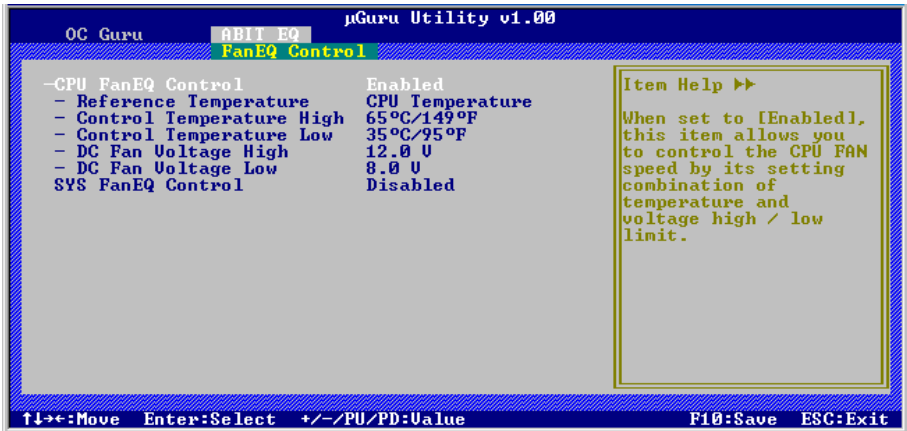 µGuru Utility v1.00
OC Guru ABIT EQ
FanEQ Control
-CPU FanEQ Control Enabled
- Reference Temperature CPU Temperature
- Control Temperature High 65ºC/149ºF
- Control Temperature Low 35ºC/95ºF
- DC Fan Voltage High 12.0 V
- DC Fan Voltage Low 8.0 V
SYS FanEQ Control Disabled
Item Help ►►
When set to [Enabled],
this item allows you
to control the CPU FAN
speed by its setting
combination of
temperature and
voltage high / low
limit.
↑↓→←:Move Enter:Select +/-/PU/PD:Value F10:Save ESC:Exit